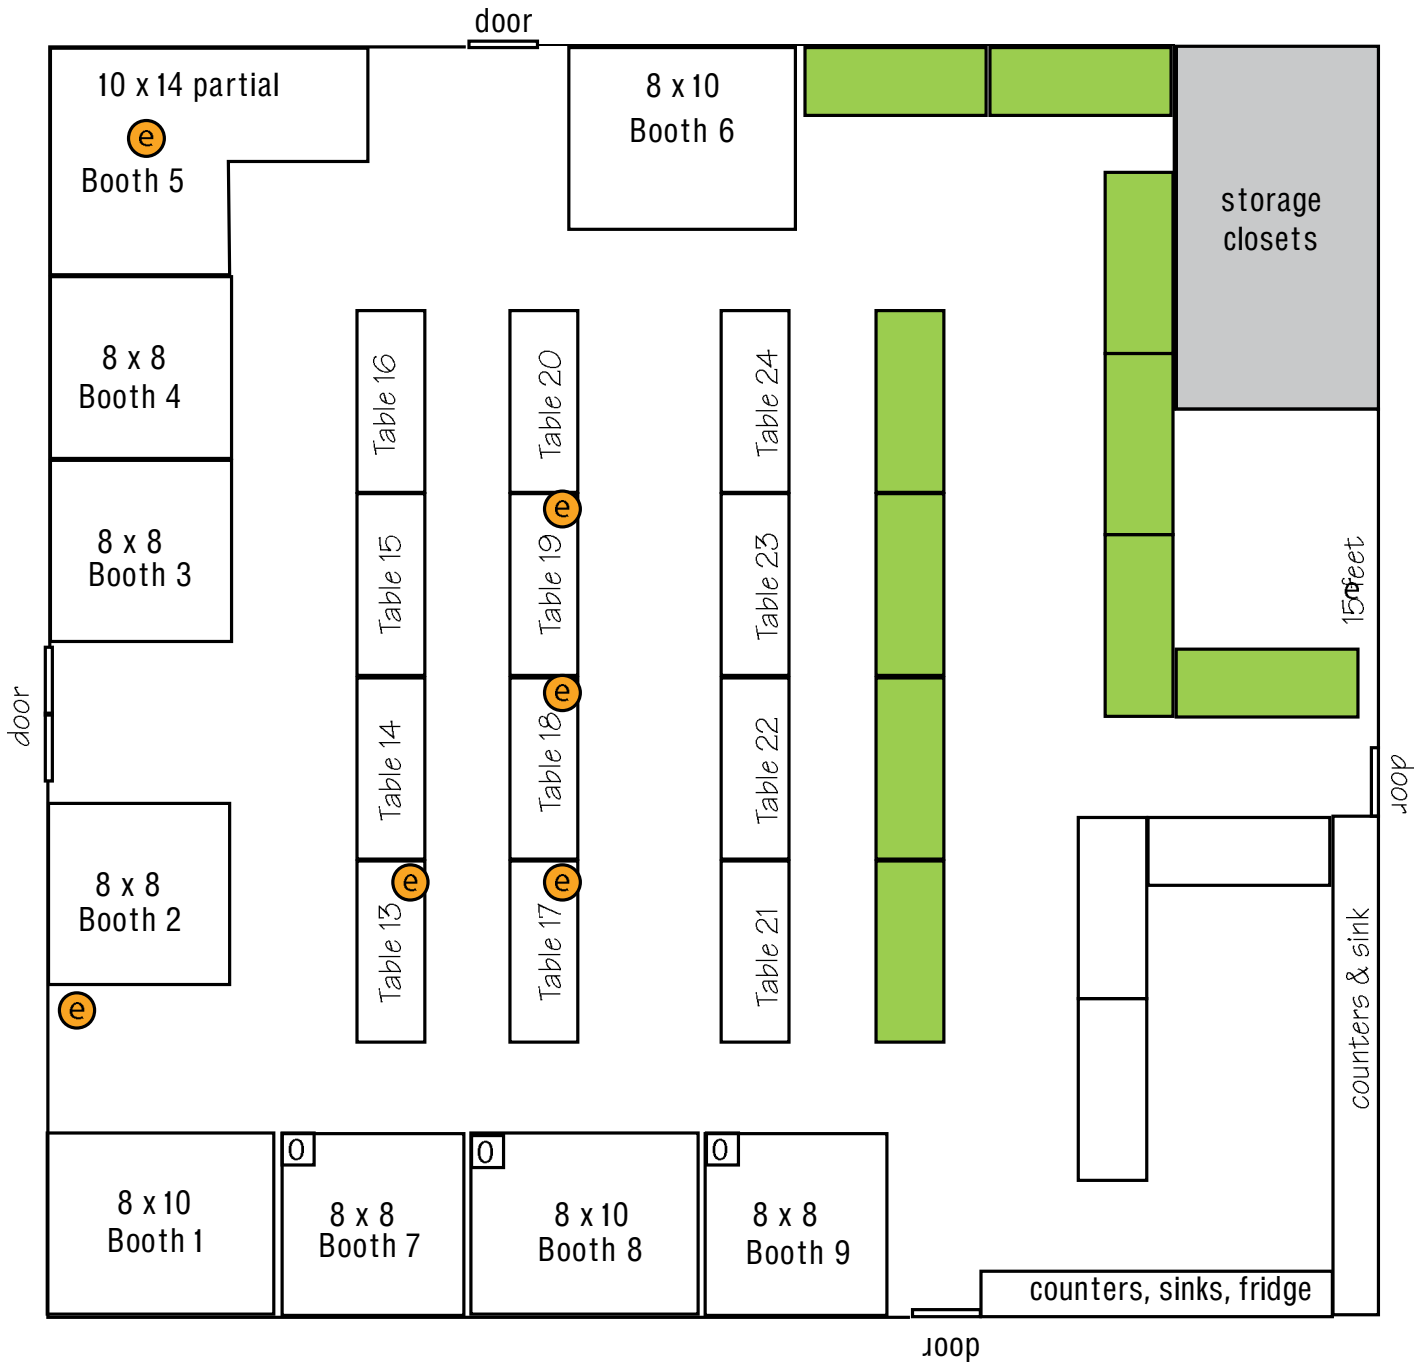 door
10 x 14 partial
e
Booth 5
8 x 10
Booth 6
storage
closets
8 x 8
Booth 4
8 x 8
Booth 3
Table 16
Table 20
Table 24
e
Table 15
Table 19
Table 23
15 feet
door
e
Table 14
Table 18
Table 22
door
8 x 8
Booth 2
e
e
e
Table 13
Table 17
Table 21
counters & sink
0
0
0
8 x 10
Booth 1
8 x 8
Booth 7
8 x 10
Booth 8
8 x 8
Booth 9
counters, sinks, fridge
door